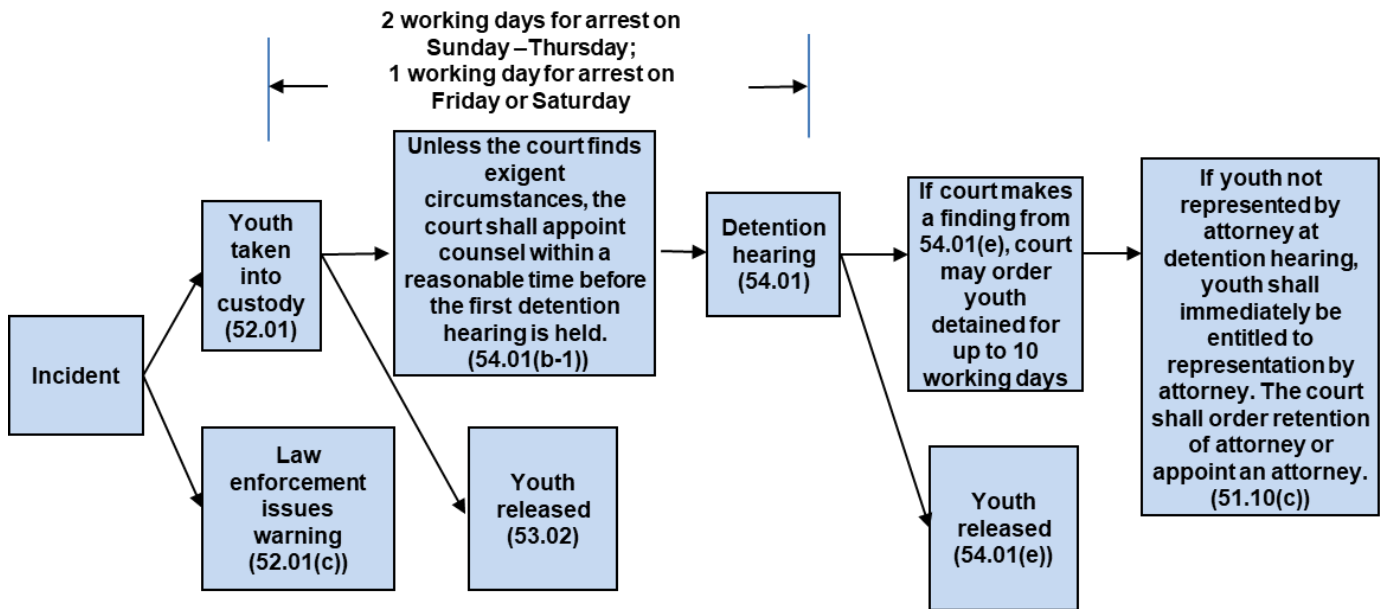 2 working days for arrest on
Sunday –Thursday;
1 working day for arrest on
Friday or Saturday
Incident
Youth
taken
into
custody
(52.01)
Law
enforcement
issues
warning
(52.01(c))
Unless the court finds
exigent
circumstances, the
court shall appoint
counsel within a
reasonable time before
the first detention
hearing is held.
(54.01(b-1))
Youth
released
(53.02)
Detention
hearing
(54.01)
If court makes
a finding from
54.01(e), court
may order
youth
detained for
up to 10
working days
Youth
released
(54.01(e))
If youth not
represented by
attorney at
detention hearing,
youth shall
immediately be
entitled to
representation by
attorney. The court
shall order retention
of attorney or
appoint an attorney.
(51.10(c))